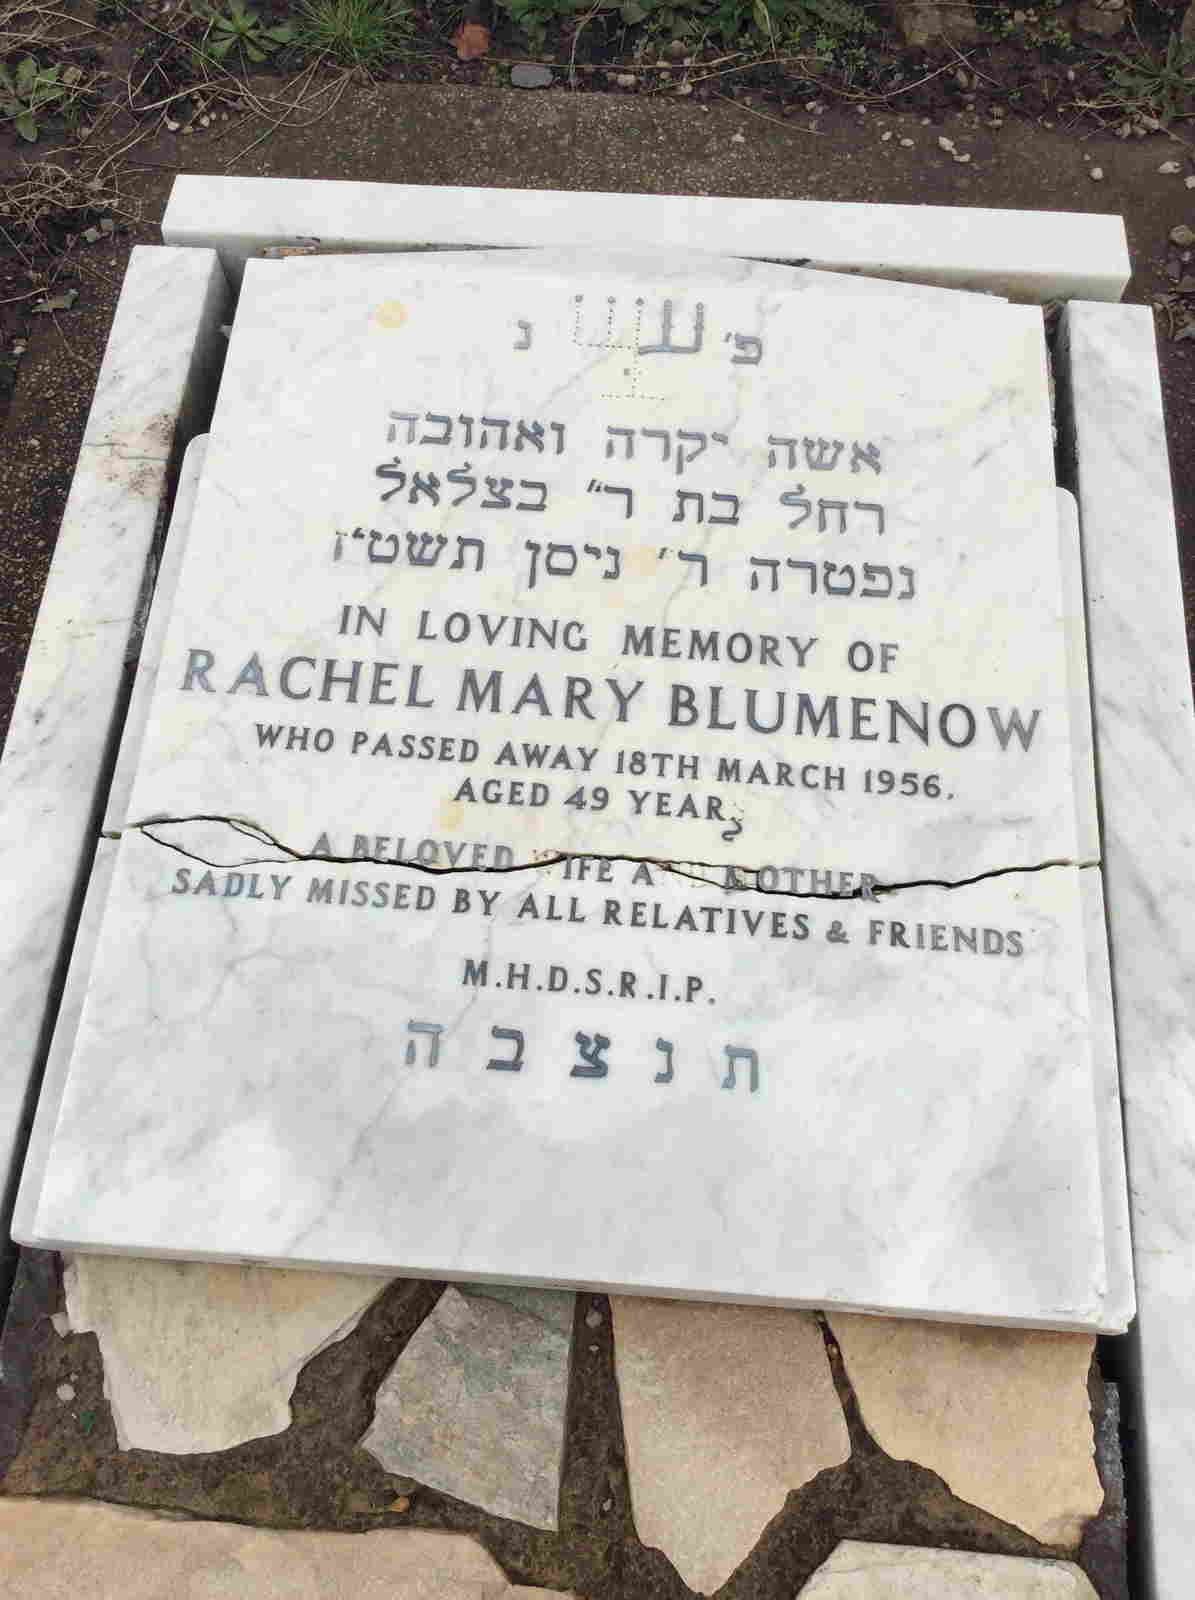 פ׳ נ
אשה יקרה ואהובה
רחל בת ר״ בצלאל
נפטרה ר׳ ניסן תשט״ז
IN LOVING MEMORY OF
RACHEL MARY BLUMENOW
WHO PASSED AWAY 18TH MARCH 1956.
AGED 49 YEARS
A BELOVED WIFE AND MOTHER
SADLY MISSED BY ALL RELATIVES & FRIENDS
M.H.D.S.R.I.P.
ת נ צ ב ה